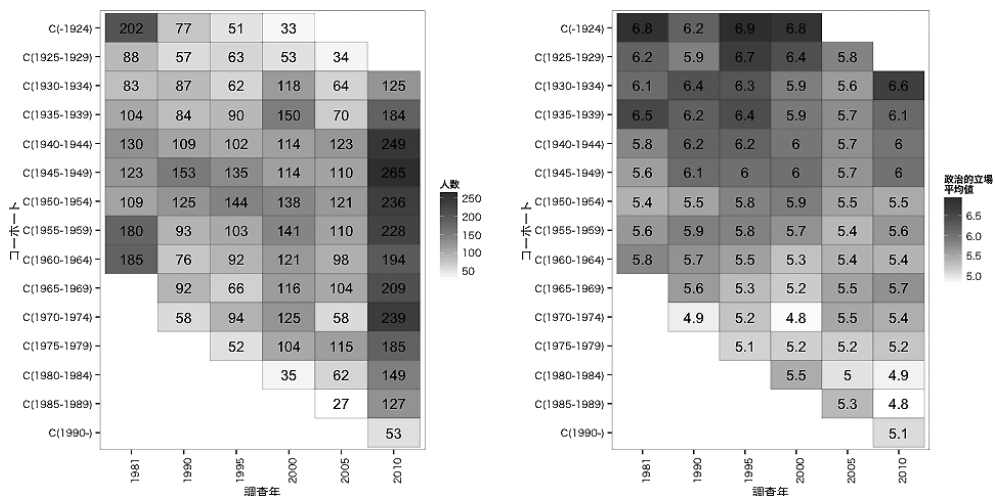 C(-1924) 202 77 51 33
C(1925-1929) 88 57 63 53 34
C(1930-1934) 83 87 62 118 64 125
C(1935-1939) 104 84 90 150 70 184
C(1940-1944) 130 109 102 114 123 249
C(1945-1949) 123 153 135 114 110 265
C(1950-1954) 109 125 144 138 121 236
C(1955-1959) 180 93 103 141 110 228
C(1960-1964) 185 76 92 121 98 194
C(1965-1969) 92 66 116 104 209
C(1970-1974) 58 94 125 58 239
C(1975-1979) 52 104 115 185
C(1980-1984) 35 62 149
C(1985-1989) 27 127
C(1990-) 53
1981 1990 1995 2000 2005 2010
調査年
コーホート
人数
250
200
150
100
50
C(-1924) 6.8 6.2 6.9 6.8
C(1925-1929) 6.2 5.9 6.7 6.4 5.8
C(1930-1934) 6.1 6.4 6.3 5.9 5.6 6.6
C(1935-1939) 6.5 6.2 6.4 5.9 5.7 6.1
C(1940-1944) 5.8 6.2 6.2 6 5.7 6
C(1945-1949) 5.6 6.1 6 6 5.7 6
C(1950-1954) 5.4 5.5 5.8 5.9 5.5 5.5
C(1955-1959) 5.6 5.9 5.8 5.7 5.4 5.6
C(1960-1964) 5.8 5.7 5.5 5.3 5.4 5.4
C(1965-1969) 5.6 5.3 5.2 5.5 5.7
C(1970-1974) 4.9 5.2 4.8 5.5 5.4
C(1975-1979) 5.1 5.2 5.2 5.2
C(1980-1984) 5.5 5 4.9
C(1985-1989) 5.3 4.8
C(1990-) 5.1
1981 1990 1995 2000 2005 2010
調査年
コーホート
政治的立場
平均値
6.5
6.0
5.5
5.0